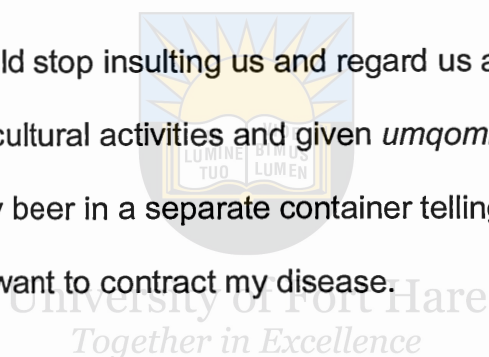 ld stop insulting us and regard us a
cultural activities and given umqom
LUMINE BIMUS
TUO LUMEN
beer in a separate container telling
want to contract my disease.
University of Fort Hare
Together in Excellence